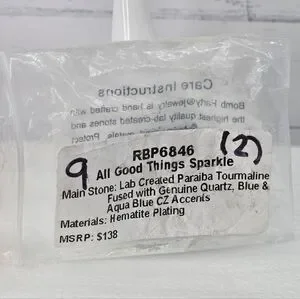 Care Instructions
Bomb Party® jewelry is hand crafted
the highest quality lab-created stones and
metals. Protect
RBP6846
9 (2)
All Good Things Sparkle
Main Stone: Lab Created Paraiba Tourmaline
Fused with Genuine Quartz, Blue &
Aqua Blue CZ Accents
Materials: Hematite Plating
MSRP: $138